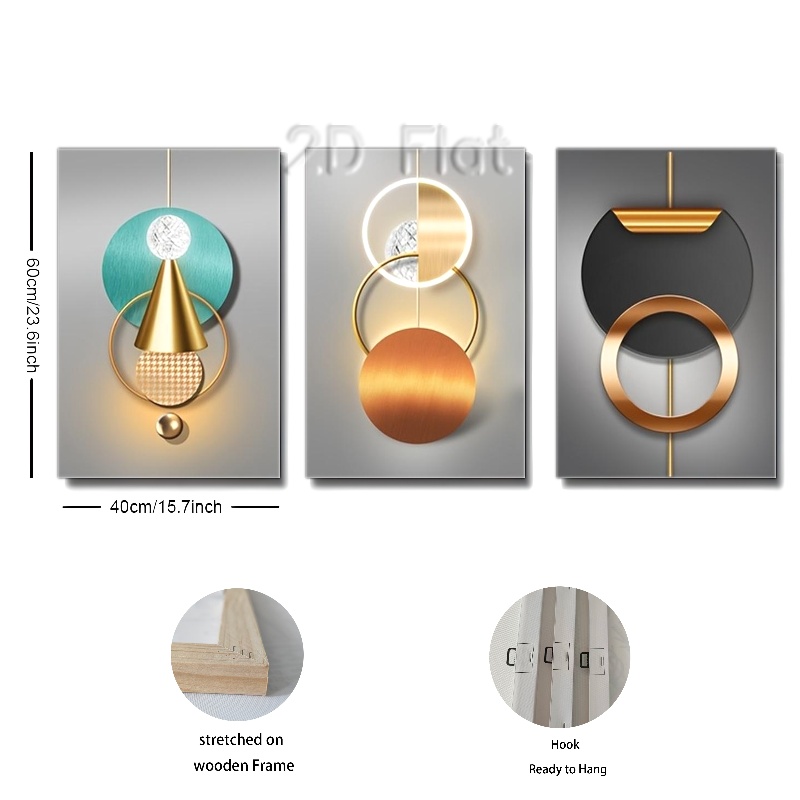 2D Flat
60cm/23.6inch
40cm/15.7inch
stretched on
wooden Frame
Hook
Ready to Hang